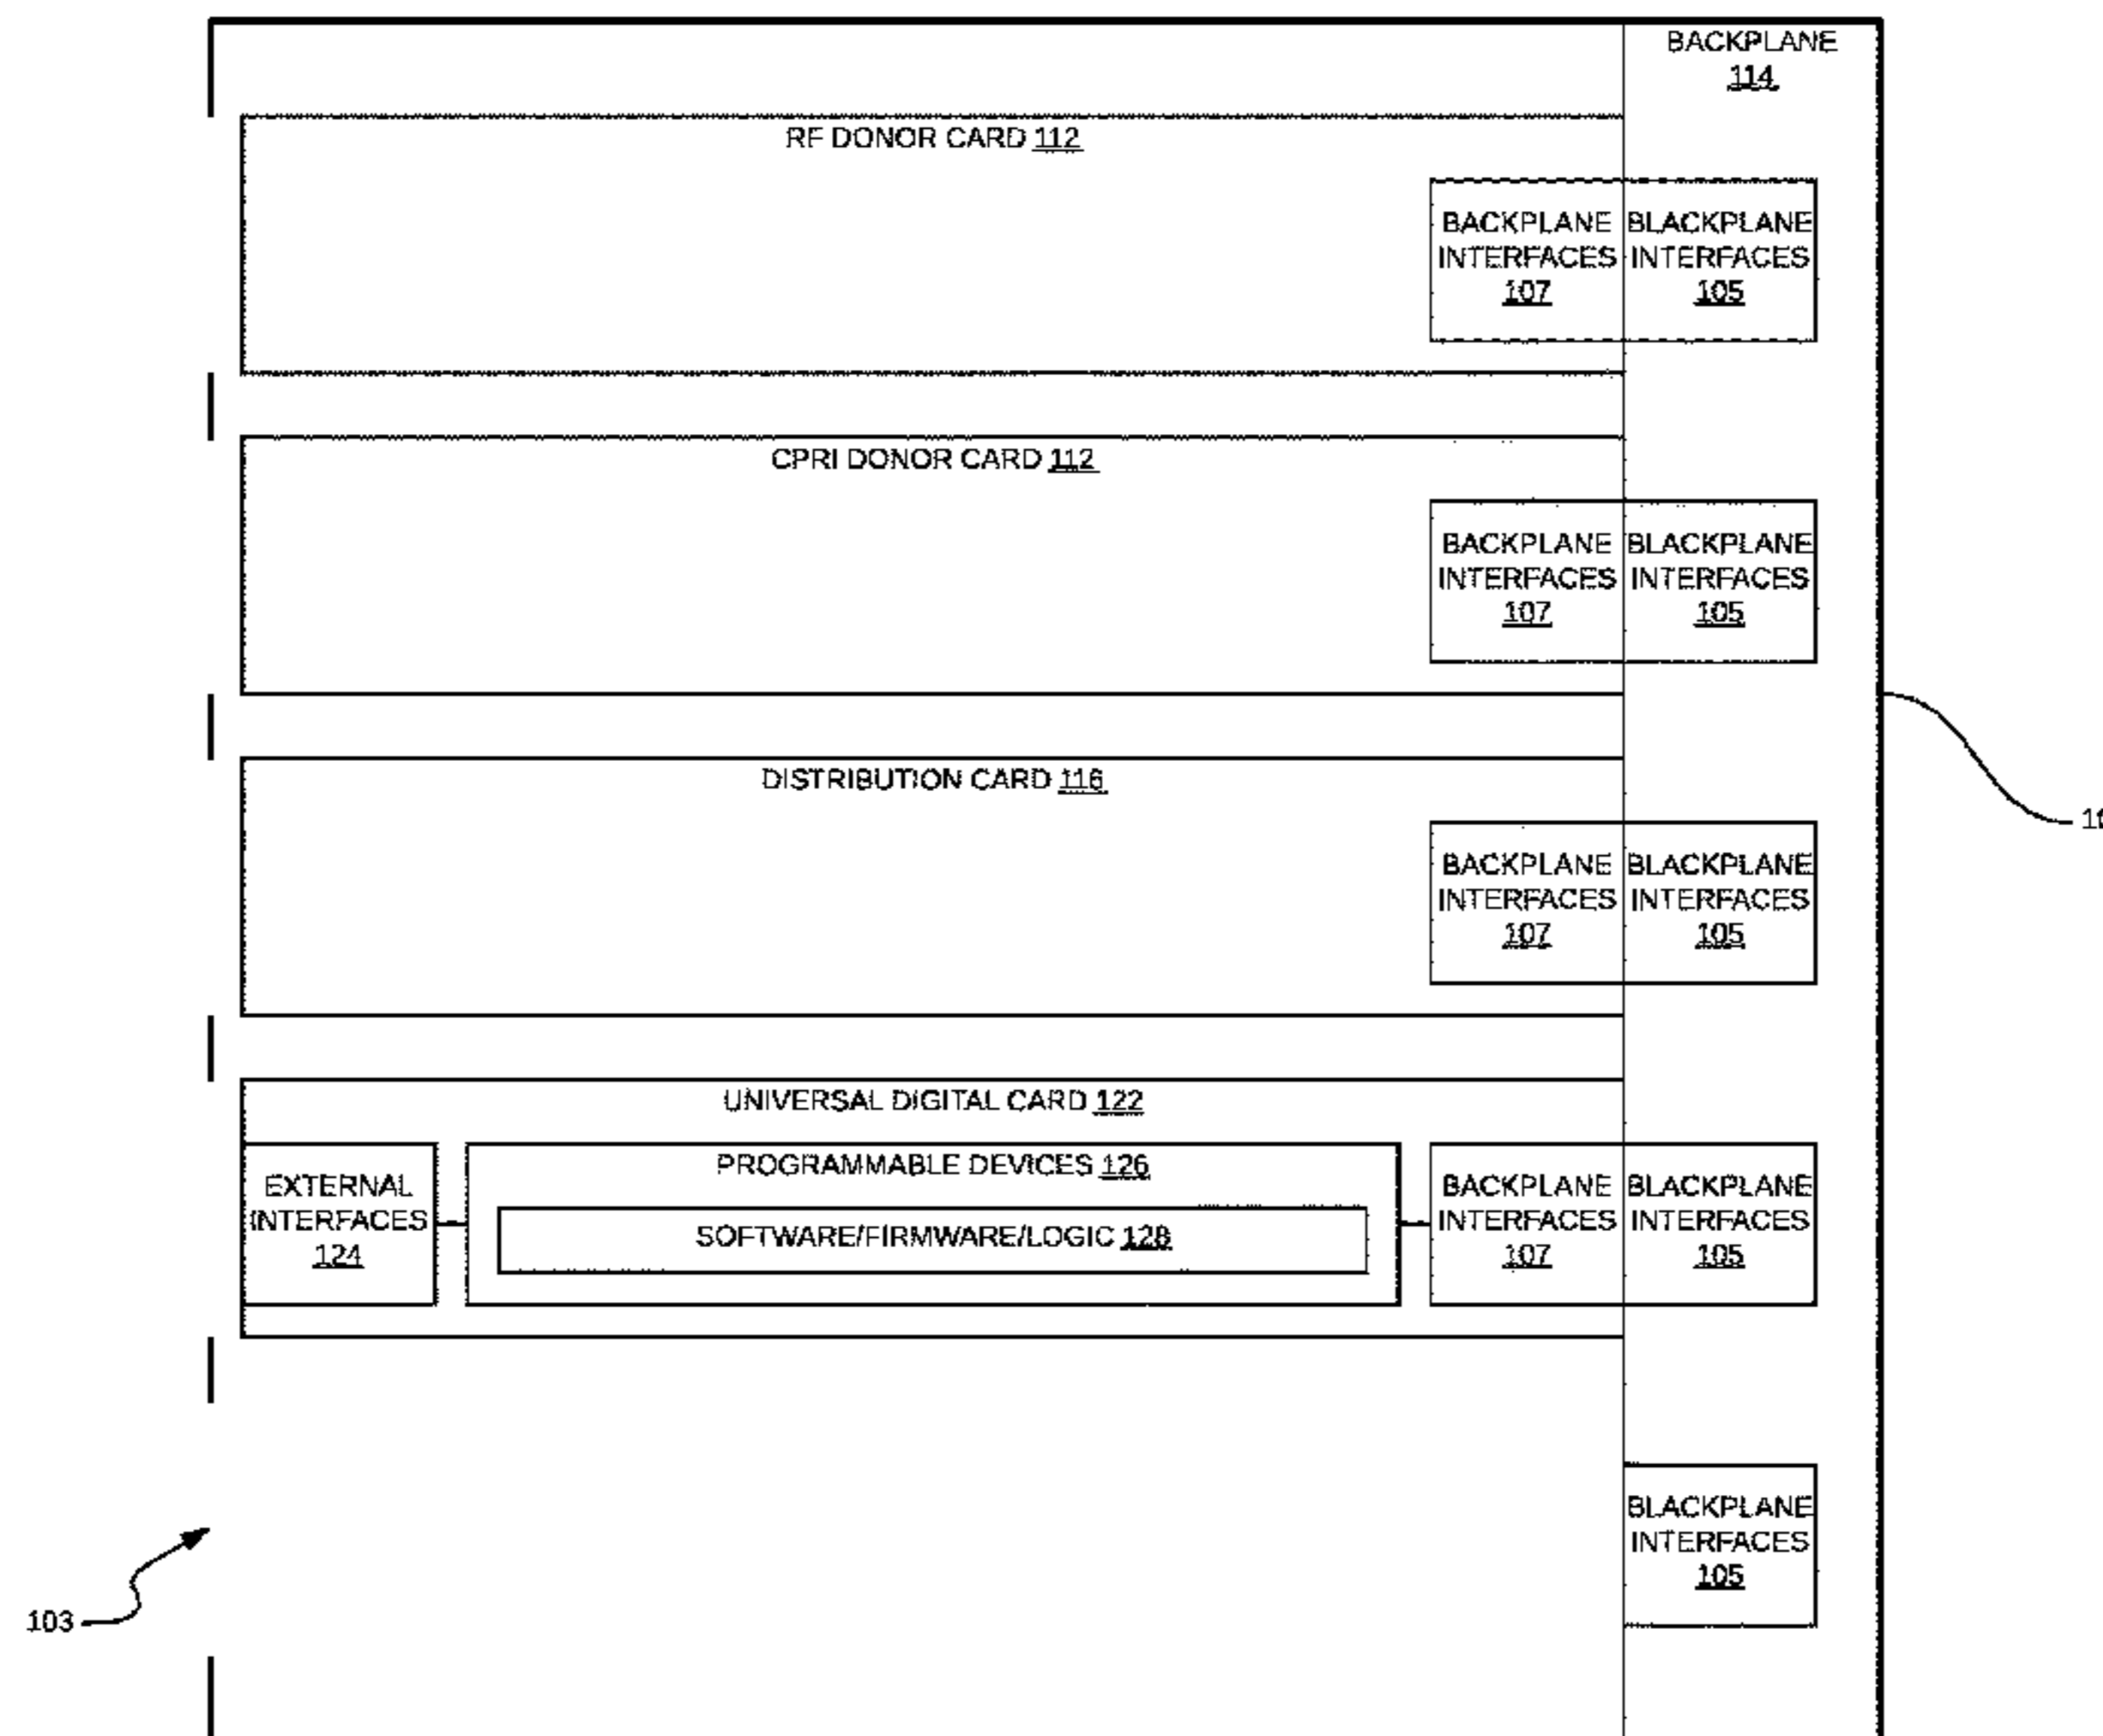 BACKPLANE
114
RF DONOR CARD 112
BACKPLANE
INTERFACES
107
BLACKPLANE
INTERFACES
105
CPRI DONOR CARD 112
BACKPLANE
INTERFACES
107
BLACKPLANE
INTERFACES
105
DISTRIBUTION CARD 116
BACKPLANE
INTERFACES
107
BLACKPLANE
INTERFACES
105
UNIVERSAL DIGITAL CARD 122
EXTERNAL
INTERFACES
124
PROGRAMMABLE DEVICES 126
SOFTWARE/FIRMWARE/LOGIC 128
BACKPLANE
INTERFACES
107
BLACKPLANE
INTERFACES
105
BLACKPLANE
INTERFACES
105
103